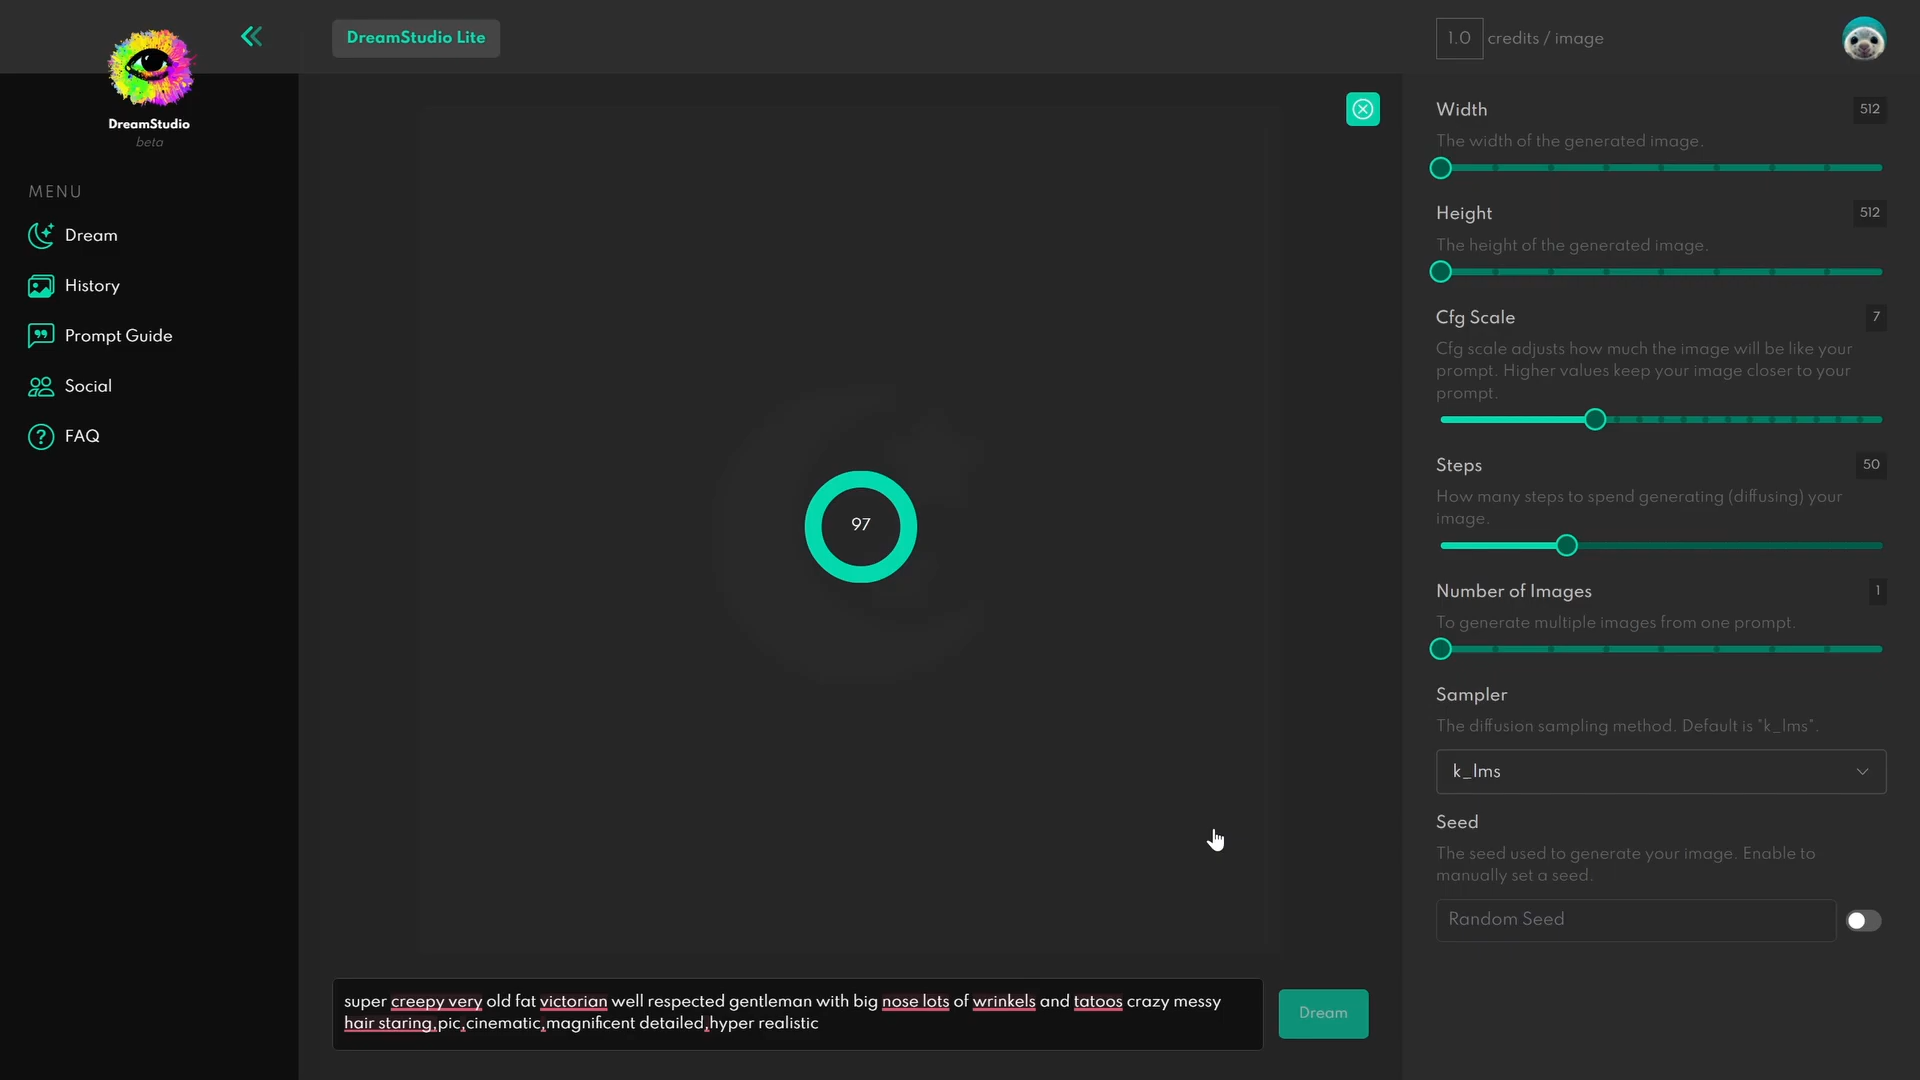 DreamStudio
beta
MENU
Dream
History
Prompt Guide
Social
FAQ
DreamStudio Lite
97
super creepy very old fat victorian well respected gentleman with big nose lots of wrinkels and tatoos crazy messy
hair staring,pic,cinematic,magnificent detailed,hyper realistic
Dream
1.0 credits / image
Width 512
The width of the generated image.
Height 512
The height of the generated image.
Cfg Scale 7
Cfg scale adjusts how much the image will be like your
prompt. Higher values keep your image closer to your
prompt.
Steps 50
How many steps to spend generating (diffusing) your
image.
Number of Images 1
To generate multiple images from one prompt.
Sampler
The diffusion sampling method. Default is "k_lms".
k_lms
Seed
The seed used to generate your image. Enable to
manually set a seed.
Random Seed